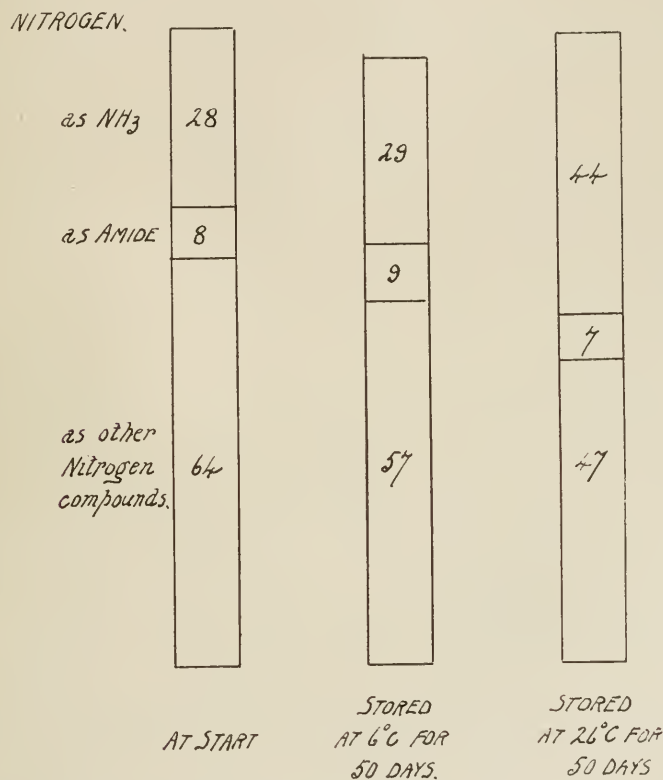 NITROGEN.
as NH3
28
29
44
as AMIDE
8
9
7
as other
Nitrogen
compounds.
64
57
47
AT START
STORED
AT 6°C FOR
50 DAYS.
STORED
AT 26°C FOR
50 DAYS